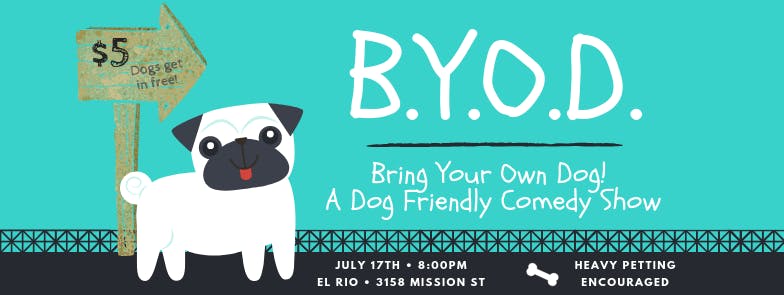 $5
Dogs get
in free!
B.Y.O.D.
Bring Your Own Dog!
A Dog Friendly Comedy Show
JULY 17TH • 8:00PM
EL RIO • 3158 MISSION ST
HEAVY PETTING
ENCOURAGED